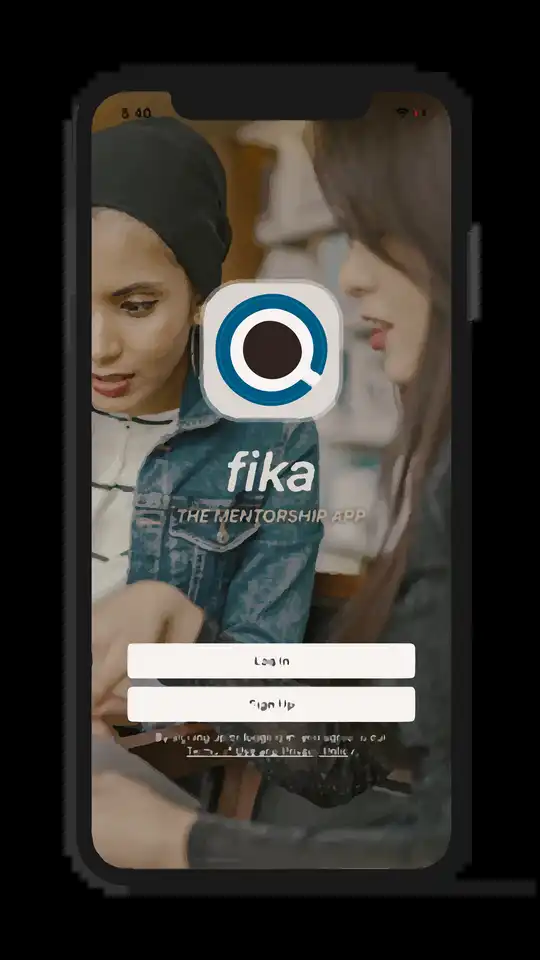 5:40
fika
THE MENTORSHIP APP
Log In
Sign Up
By signing up or logging in, you agree to our
Terms of Use and Privacy Policy.